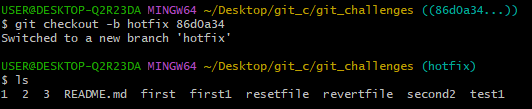 USER@DESKTOP-Q2R23DA MINGW64 ~/Desktop/git_c/git_challenges ((86d0a34...))
$ git checkout -b hotfix 86d0a34
Switched to a new branch 'hotfix'
USER@DESKTOP-Q2R23DA MINGW64 ~/Desktop/git_c/git_challenges (hotfix)
$ ls
1  2  3  README.md  first  first1  resetfile  revertfile  second2  test1